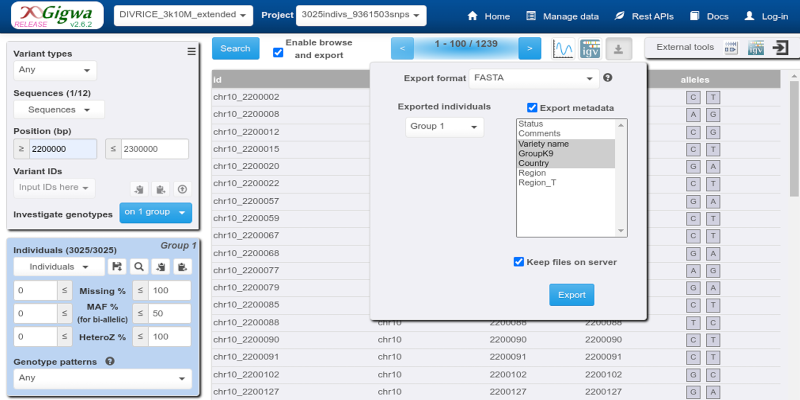 Gigwa
RELEASE v2.6.2
DIVRICE_3k10M_extended
Project
3025indivs_9361503snps
Home
Manage data
Rest APIs
Docs
Log-in
Variant types
Any
Sequences (1/12)
Sequences
Position (bp)
≥ 2200000 ≤ 2300000
Variant IDs
Input IDs here
Investigate genotypes on 1 group
Group 1
Individuals (3025/3025)
Individuals
0 ≤ Missing % ≤ 100
0 ≤ MAF % (for bi-allelic) ≤ 50
0 ≤ HeteroZ % ≤ 100
Genotype patterns
Any
Search
Enable browse
and export
<
1 - 100 / 1239
>
igv
External tools
igv
Export format FASTA
Exported individuals
Group 1
Export metadata
Status
Comments
Variety name
GroupK9
Country
Region
Region_T
Keep files on server
Export
id alleles
chr10_2200002 C T
chr10_2200008 A G
chr10_2200012 C G
chr10_2200015 C T
chr10_2200020 G A
chr10_2200022 C T
chr10_2200057 G A
chr10_2200059 C T
chr10_2200067 C T
chr10_2200068 G A
chr10_2200077 A G
chr10_2200079 G A
chr10_2200085 C T
chr10_2200088 chr10 2200088 2200088 T C
chr10_2200090 chr10 2200090 2200090 C T
chr10_2200091 chr10 2200091 2200091 C T
chr10_2200102 chr10 2200102 2200102 G C
chr10_2200127 chr10 2200127 2200127 G A